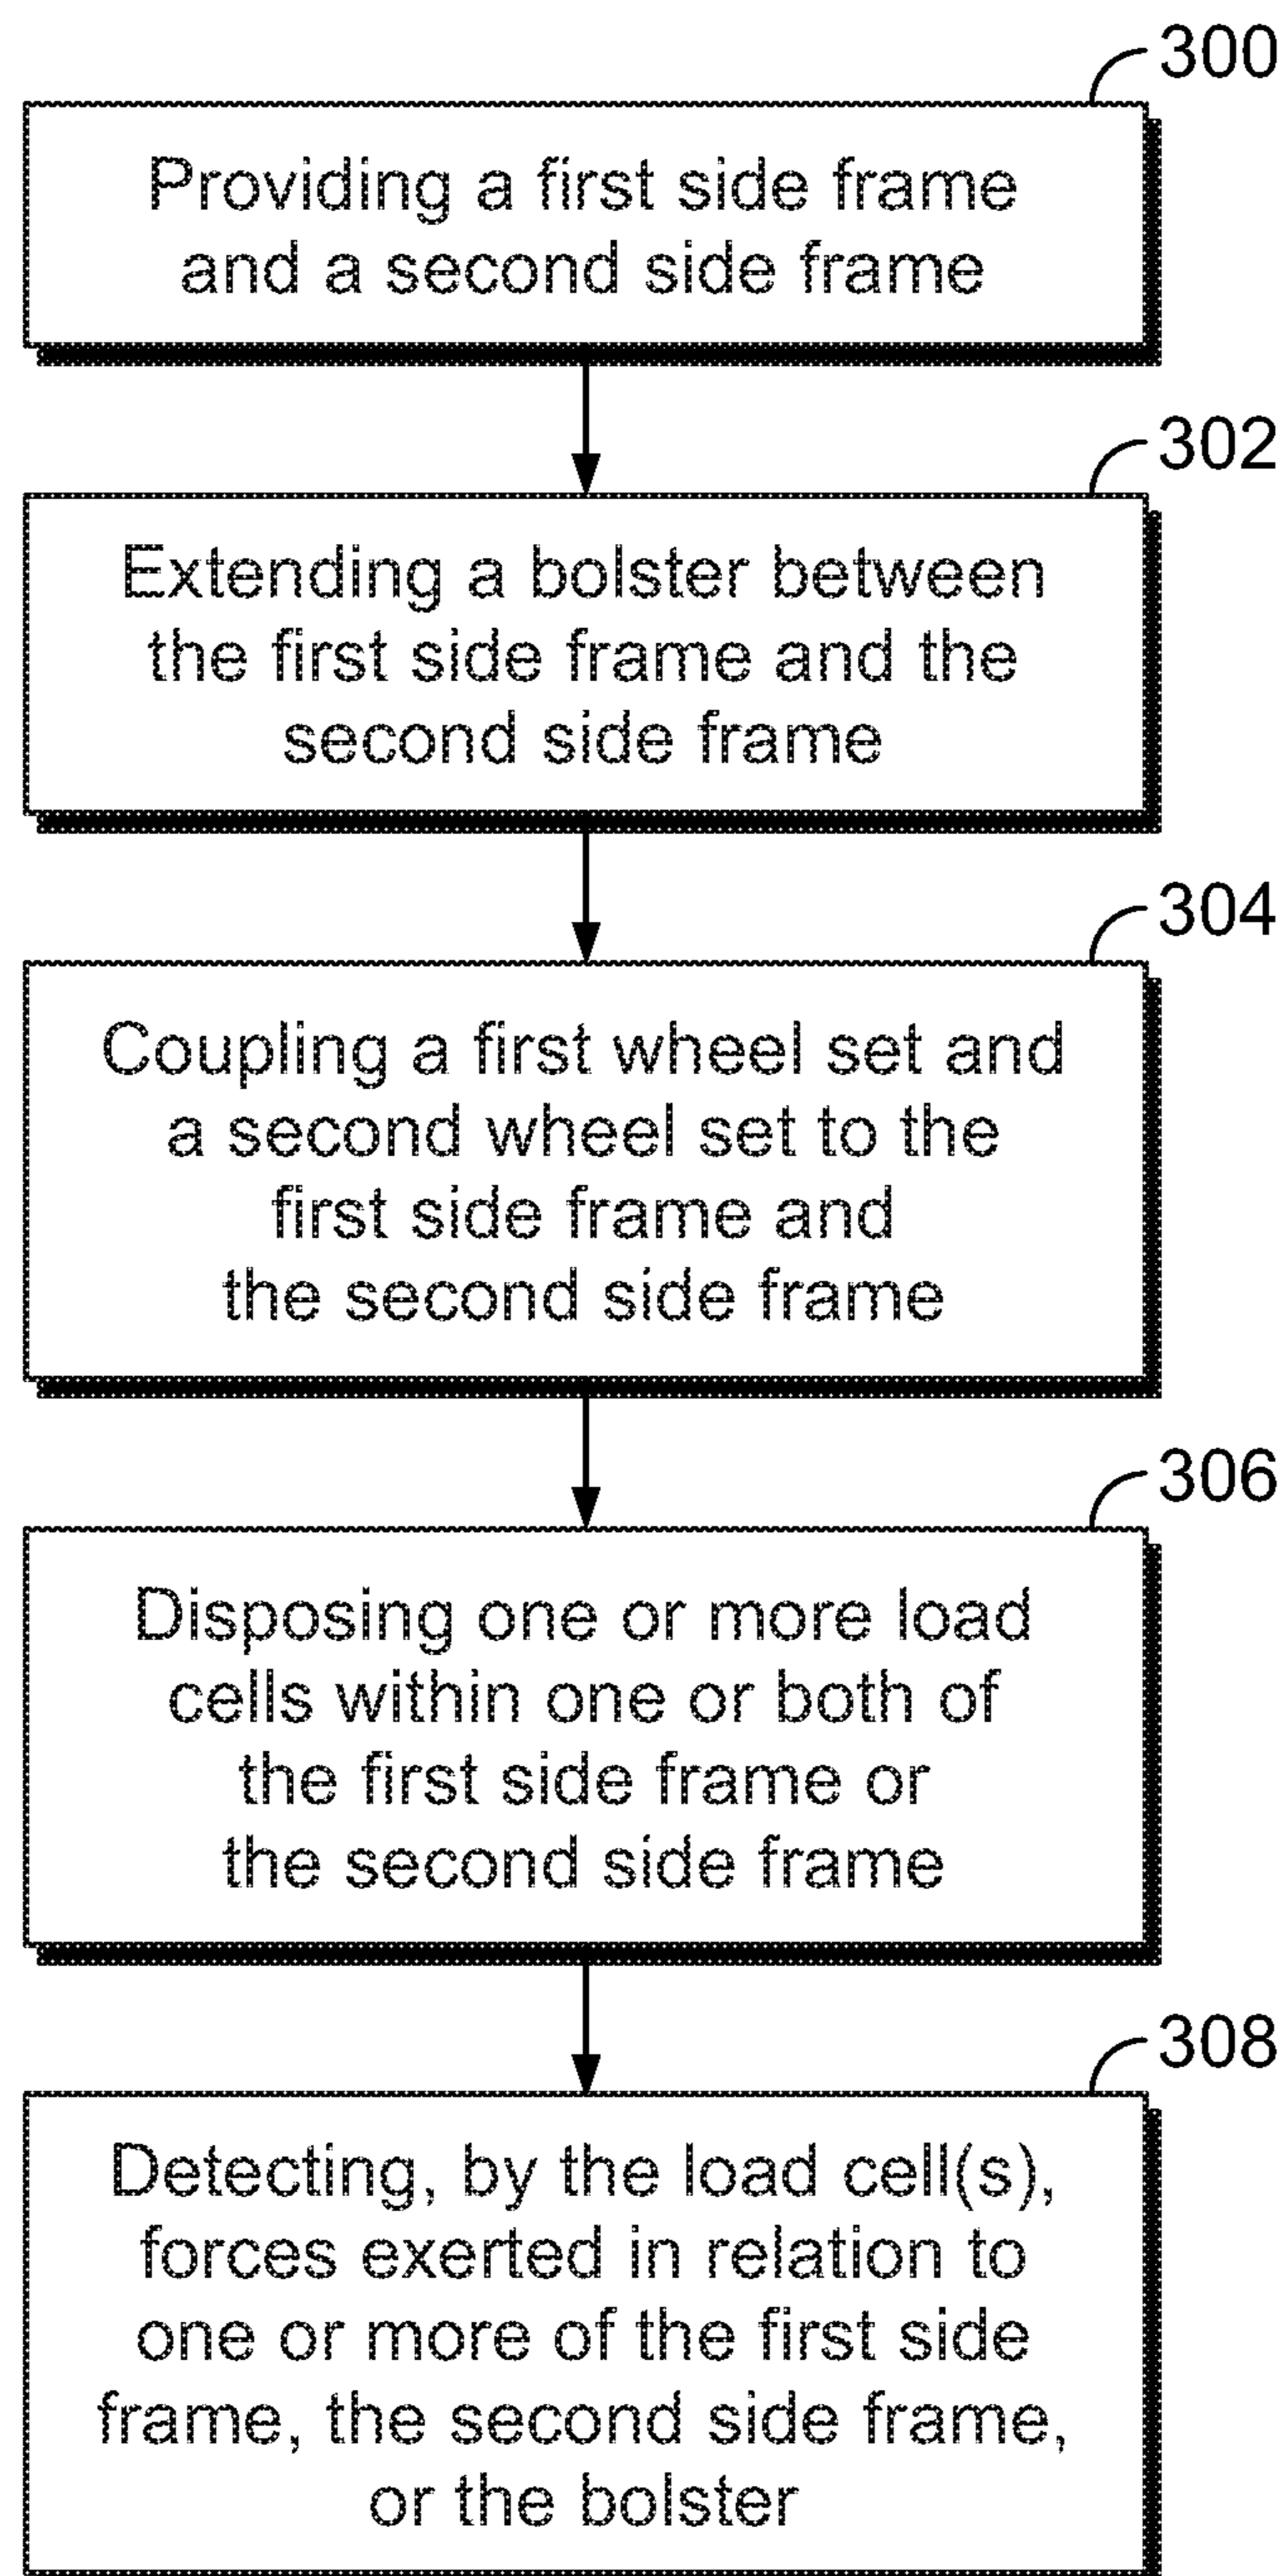 300
Providing a first side frame
and a second side frame
302
Extending a bolster between
the first side frame and the
second side frame
304
Coupling a first wheel set and
a second wheel set to the
first side frame and
the second side frame
306
Disposing one or more load
cells within one or both of
the first side frame or
the second side frame
308
Detecting, by the load cell(s),
forces exerted in relation to
one or more of the first side
frame, the second side frame,
or the bolster